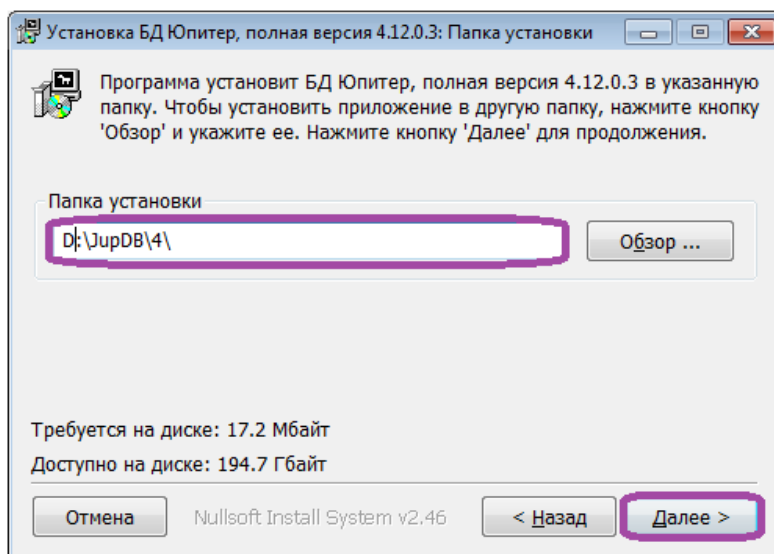 Установка БД Юпитер, полная версия 4.12.0.3: Папка установки
Программа установит БД Юпитер, полная версия 4.12.0.3 в указанную
папку. Чтобы установить приложение в другую папку, нажмите кнопку
'Обзор' и укажите ее. Нажмите кнопку 'Далее' для продолжения.
Папка установки
D:\JupDB\4\
Обзор ...
Требуется на диске: 17.2 Мбайт
Доступно на диске: 194.7 Гбайт
Отмена
Nullsoft Install System v2.46
< Назад
Далее >